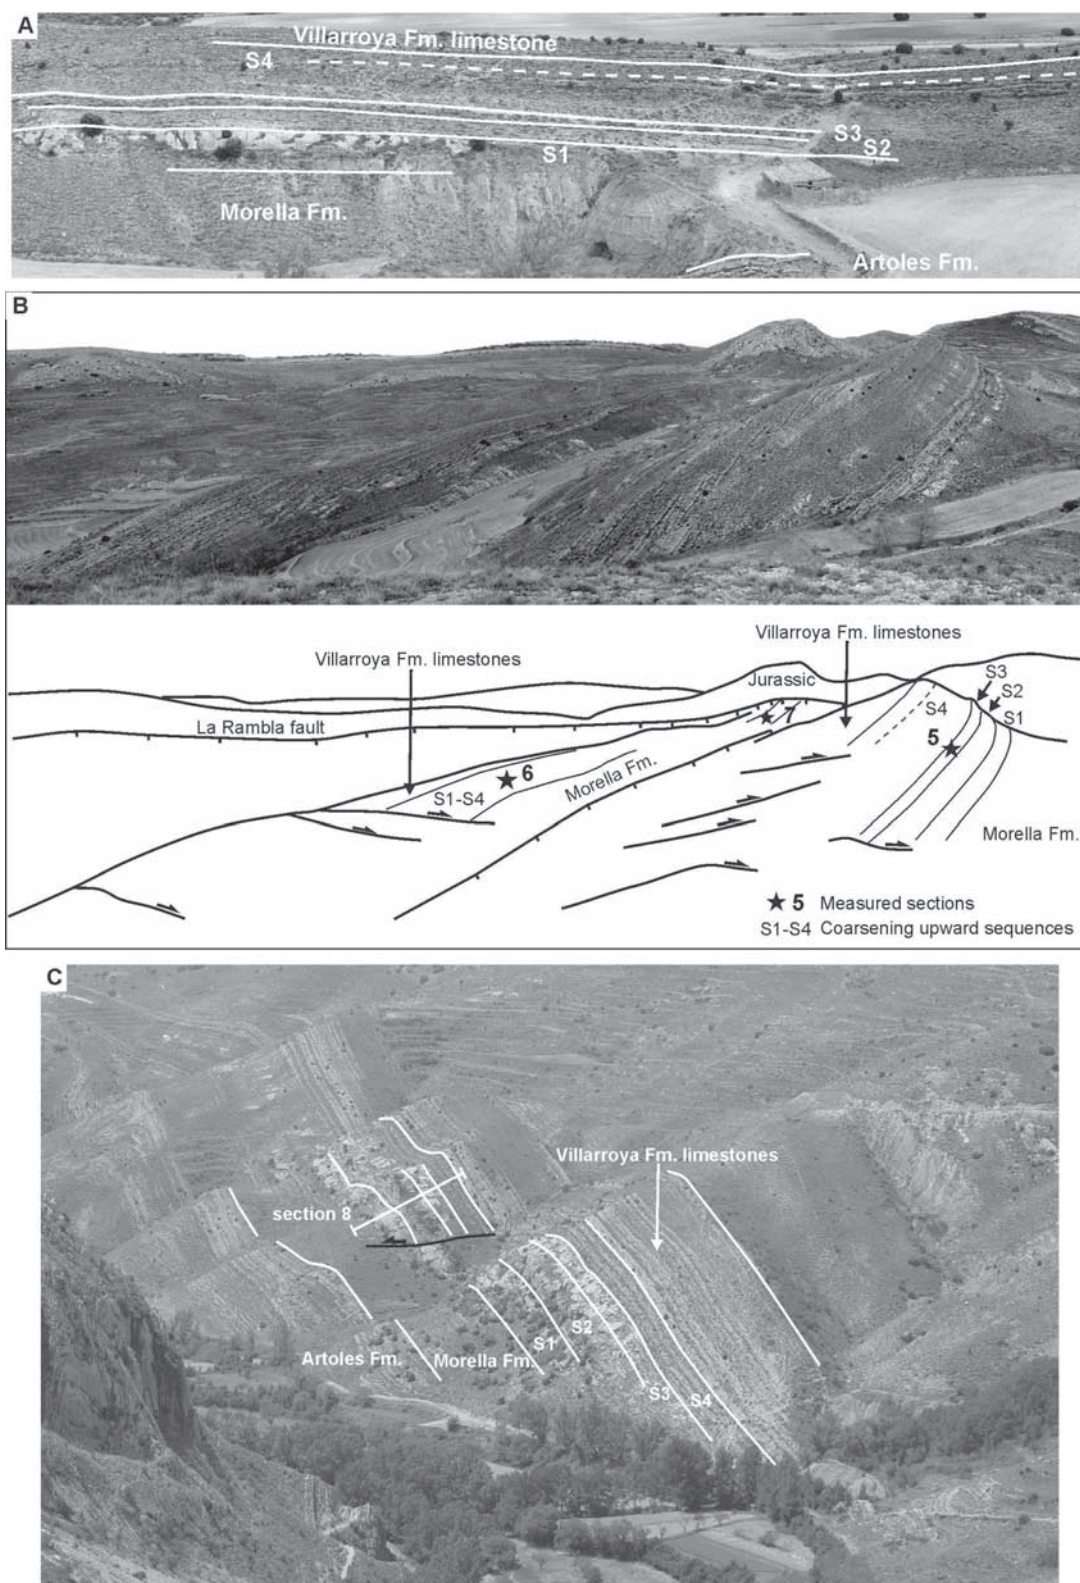 A
Villarroya Fm. limestone
S4
S3
S2
S1
Morella Fm.
Artoles Fm.
B
Villarroya Fm. limestones
Villarroya Fm. limestones
Jurassic
S3
S2
S1
S4
La Rambla fault
7
5
6
Morella Fm.
S1-S4
Morella Fm.
5 Measured sections
S1-S4 Coarsening upward sequences
C
Villarroya Fm. limestones
section 8
S1
S2
Artoles Fm.
Morella Fm.
S3
S4